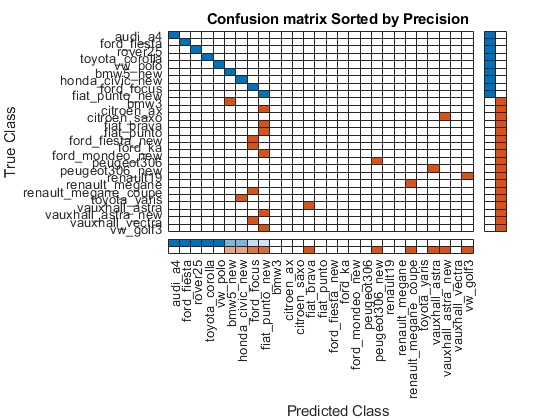 Confusion matrix Sorted by Precision
True Class
audi_a4
ford_fiesta
rover25
toyota_corolla
vw_polo
bmw5_new
honda_civic_new
ford_focus
fiat_punto_new
bmw3
citroen_ax
citroen_saxo
fiat_brava
fiat_punto
ford_fiesta_new
ford_ka
ford_mondeo_new
peugeot306
peugeot306_new
renault19
renault_megane
renault_megane_coupe
toyota_yaris
vauxhall_astra
vauxhall_astra_new
vauxhall_vectra
vw_golf3
audi_a4
ford_fiesta
rover25
toyota_corolla
vw_polo
bmw5_new
honda_civic_new
ford_focus
fiat_punto_new
bmw3
citroen_ax
citroen_saxo
fiat_brava
fiat_punto
ford_fiesta_new
ford_ka
ford_mondeo_new
peugeot306
peugeot306_new
renault19
renault_megane
renault_megane_coupe
toyota_yaris
vauxhall_astra
vauxhall_astra_new
vauxhall_vectra
vw_golf3
Predicted Class